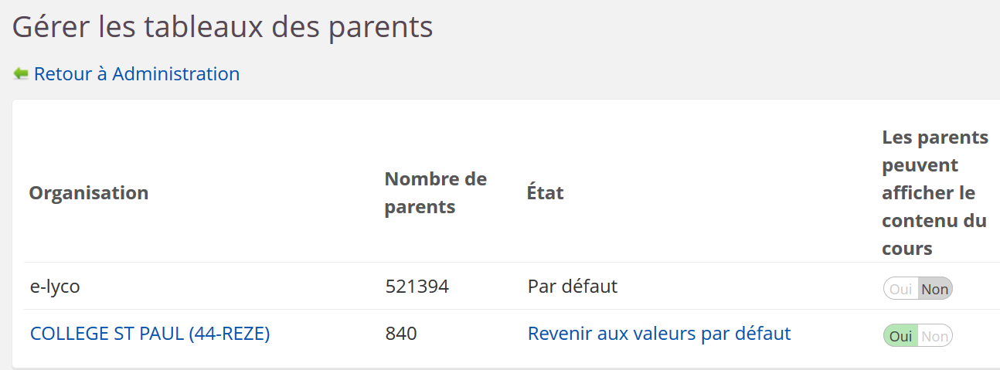 Gérer les tableaux des parents
Retour à Administration
Organisation
Nombre de
parents
État
Les parents
peuvent
afficher le
contenu du
cours
e-lyco 521394 Par défaut Oui Non
COLLEGE ST PAUL (44-REZE) 840 Revenir aux valeurs par défaut Oui Non